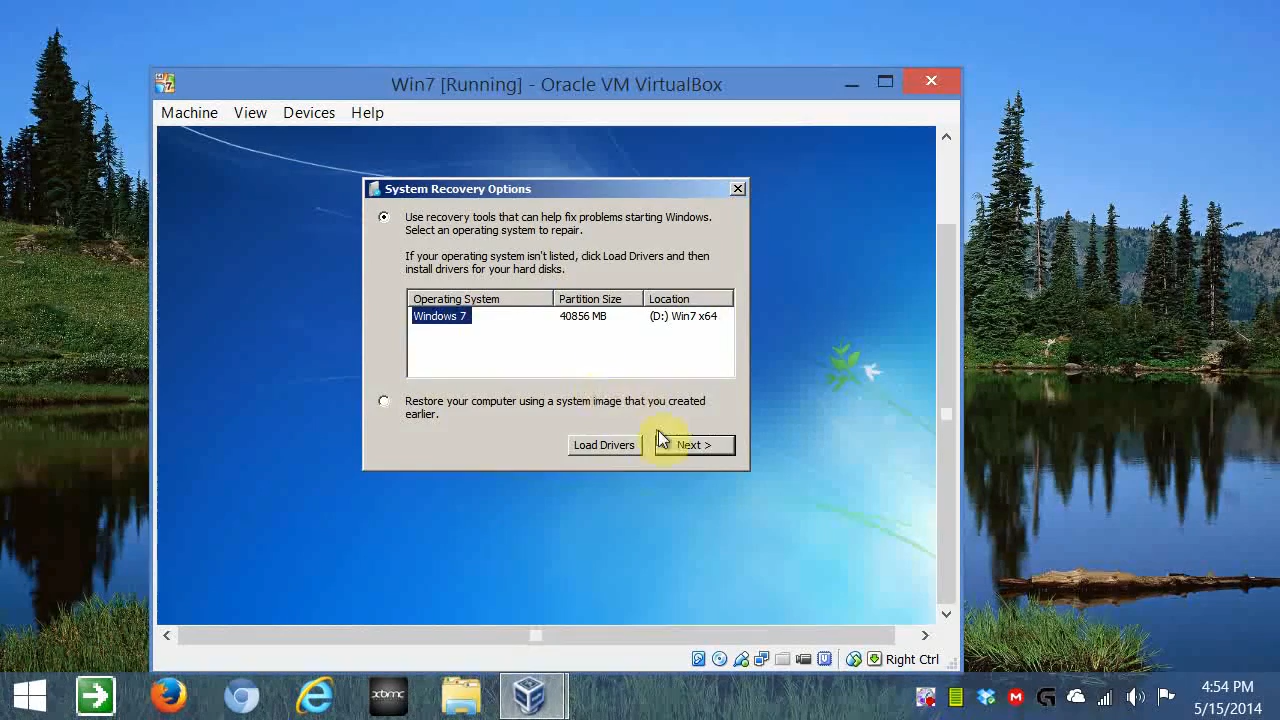 Win7 [Running] - Oracle VM VirtualBox
Machine View Devices Help
System Recovery Options
Use recovery tools that can help fix problems starting Windows.
Select an operating system to repair.
If your operating system isn't listed, click Load Drivers and then
install drivers for your hard disks.
Operating System Partition Size Location
Windows 7 40856 MB (D:) Win7 x64
Restore your computer using a system image that you created
earlier.
Load Drivers Next >
Right Ctrl
xbmc
4:54 PM
5/15/2014